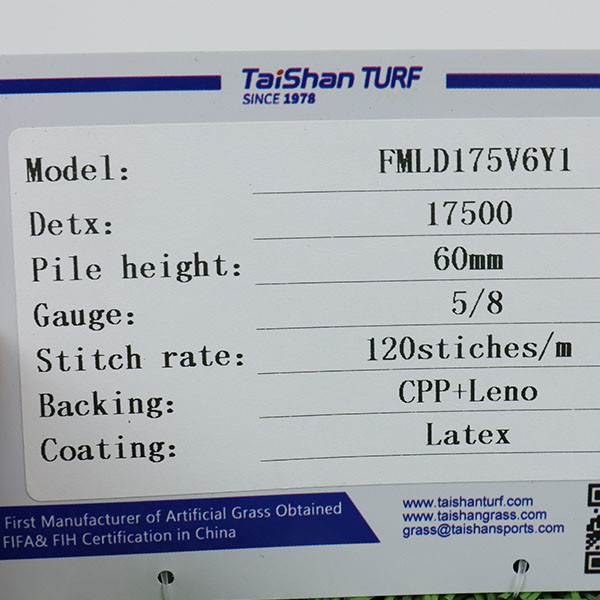 TaiShan TURF
SINCE 1978
Model: FMLD175V6Y1
Detx: 17500
Pile height: 60mm
Gauge: 5/8
Stitch rate: 120stiches/m
Backing: CPP+Leno
Coating: Latex
First Manufacturer of Artificial Grass Obtained
FIFA& FIH Certification in China
www.taishanturf.com
www.taishangrass.com
grass@taishansports.com